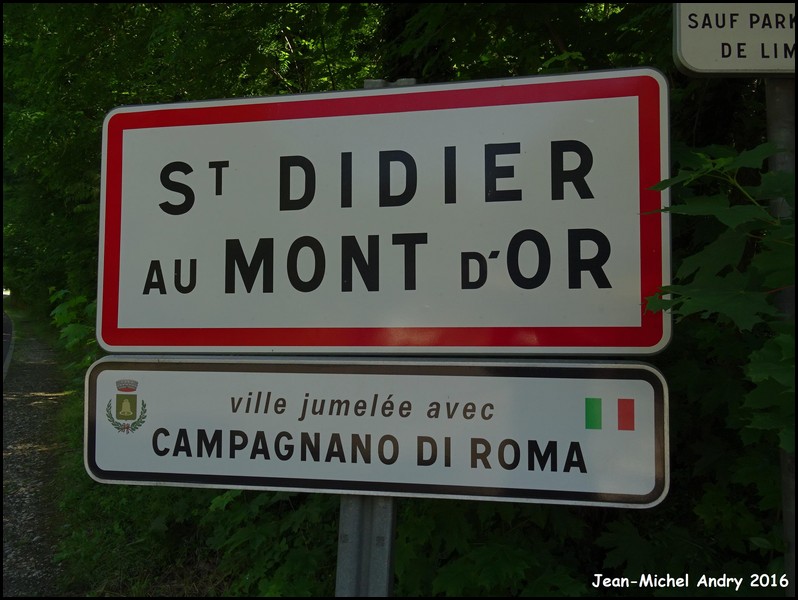 SAUF PARK
DE LIM
ST DIDIER
AU MONT D'OR
ville jumelée avec
CAMPAGNANO DI ROMA
Jean-Michel Andry 2016